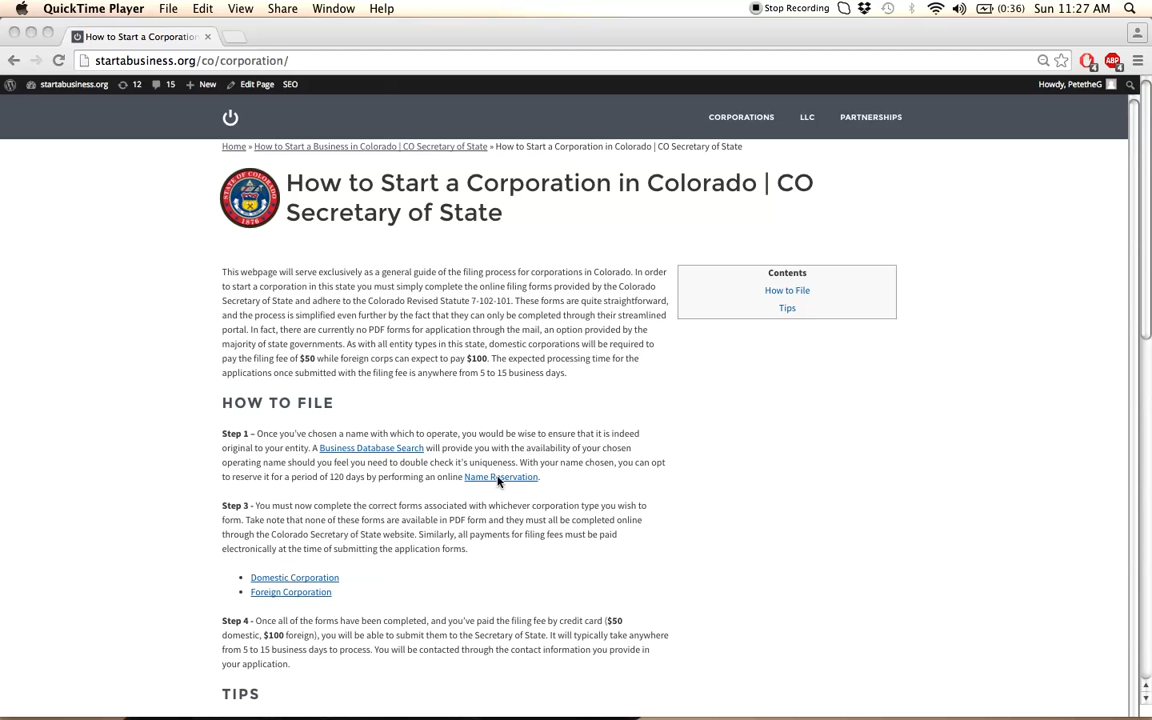 QuickTime Player File Edit View Share Window Help Stop Recording (0:36) Sun 11:27 AM
How to Start a Corporation
startabusiness.org/co/corporation/
startabusiness.org 12 15 New Edit Page SEO Howdy, PetetheG
CORPORATIONS LLC PARTNERSHIPS
Home » How to Start a Business in Colorado | CO Secretary of State » How to Start a Corporation in Colorado | CO Secretary of State
STATE OF COLORADO
1876
How to Start a Corporation in Colorado | CO
Secretary of State
This webpage will serve exclusively as a general guide of the filing process for corporations in Colorado. In order
to start a corporation in this state you must simply complete the online filing forms provided by the Colorado
Secretary of State and adhere to the Colorado Revised Statute 7-102-101. These forms are quite straightforward,
and the process is simplified even further by the fact that they can only be completed through their streamlined
portal. In fact, there are currently no PDF forms for application through the mail, an option provided by the
majority of state governments. As with all entity types in this state, domestic corporations will be required to
pay the filing fee of $50 while foreign corps can expect to pay $100. The expected processing time for the
applications once submitted with the filing fee is anywhere from 5 to 15 business days.
Contents
How to File
Tips
HOW TO FILE
Step 1 – Once you've chosen a name with which to operate, you would be wise to ensure that it is indeed
original to your entity. A Business Database Search will provide you with the availability of your chosen
operating name should you feel you need to double check it's uniqueness. With your name chosen, you can opt
to reserve it for a period of 120 days by performing an online Name Reservation.
Step 3 - You must now complete the correct forms associated with whichever corporation type you wish to
form. Take note that none of these forms are available in PDF form and they must all be completed online
through the Colorado Secretary of State website. Similarly, all payments for filing fees must be paid
electronically at the time of submitting the application forms.
• Domestic Corporation
• Foreign Corporation
Step 4 - Once all of the forms have been completed, and you've paid the filing fee by credit card ($50
domestic, $100 foreign), you will be able to submit them to the Secretary of State. It will typically take anywhere
from 5 to 15 business days to process. You will be contacted through the contact information you provide in
your application.
TIPS